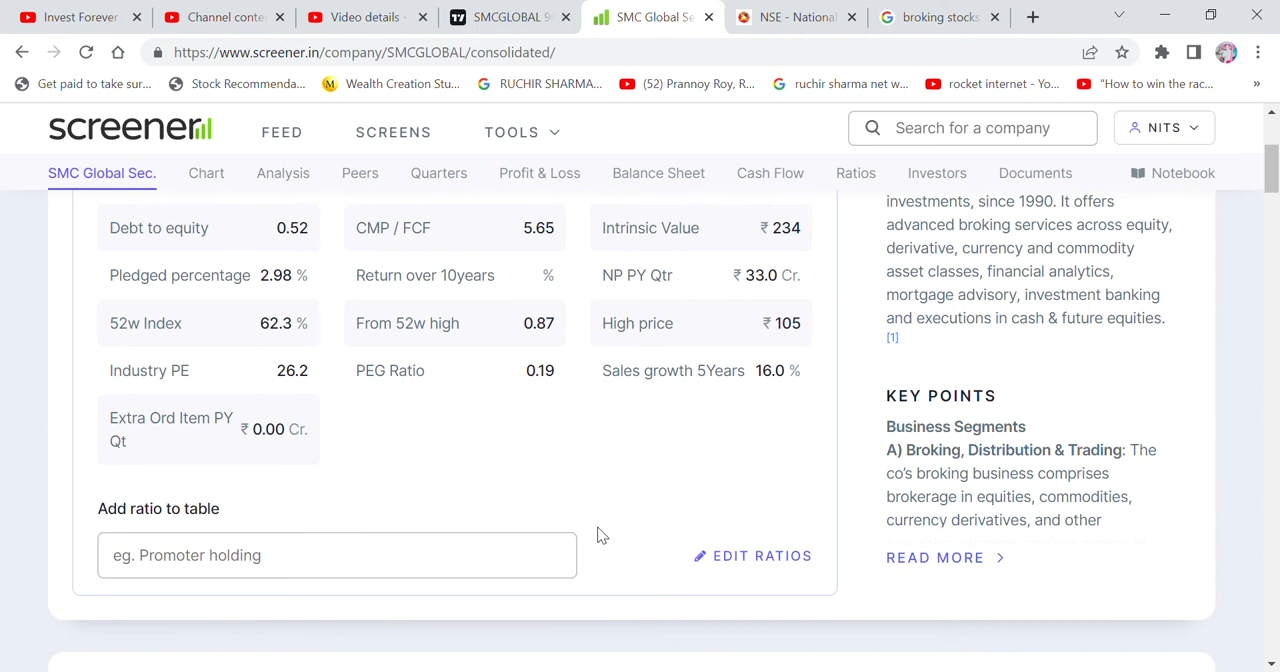 Invest Forever
Channel conte
Video details -
SMCGLOBAL 9
SMC Global Se
NSE - National
broking stocks
https://www.screener.in/company/SMCGLOBAL/consolidated/
Get paid to take sur...
Stock Recommenda...
Wealth Creation Stu...
RUCHIR SHARMA...
(52) Prannoy Roy, R...
ruchir sharma net w...
rocket internet - Yo...
"How to win the rac...
»
screener
FEED
SCREENS
TOOLS
Search for a company
NITS
SMC Global Sec.
Chart
Analysis
Peers
Quarters
Profit & Loss
Balance Sheet
Cash Flow
Ratios
Investors
Documents
Notebook
Debt to equity 0.52
CMP / FCF 5.65
Intrinsic Value ₹ 234
Pledged percentage 2.98 %
Return over 10years %
NP PY Qtr ₹ 33.0 Cr.
52w Index 62.3 %
From 52w high 0.87
High price ₹ 105
Industry PE 26.2
PEG Ratio 0.19
Sales growth 5Years 16.0 %
Extra Ord Item PY
Qt ₹ 0.00 Cr.
Add ratio to table
eg. Promoter holding
EDIT RATIOS
investments, since 1990. It offers
advanced broking services across equity,
derivative, currency and commodity
asset classes, financial analytics,
mortgage advisory, investment banking
and executions in cash & future equities.
[1]
KEY POINTS
Business Segments
A) Broking, Distribution & Trading: The
co's broking business comprises
brokerage in equities, commodities,
currency derivatives, and other
READ MORE